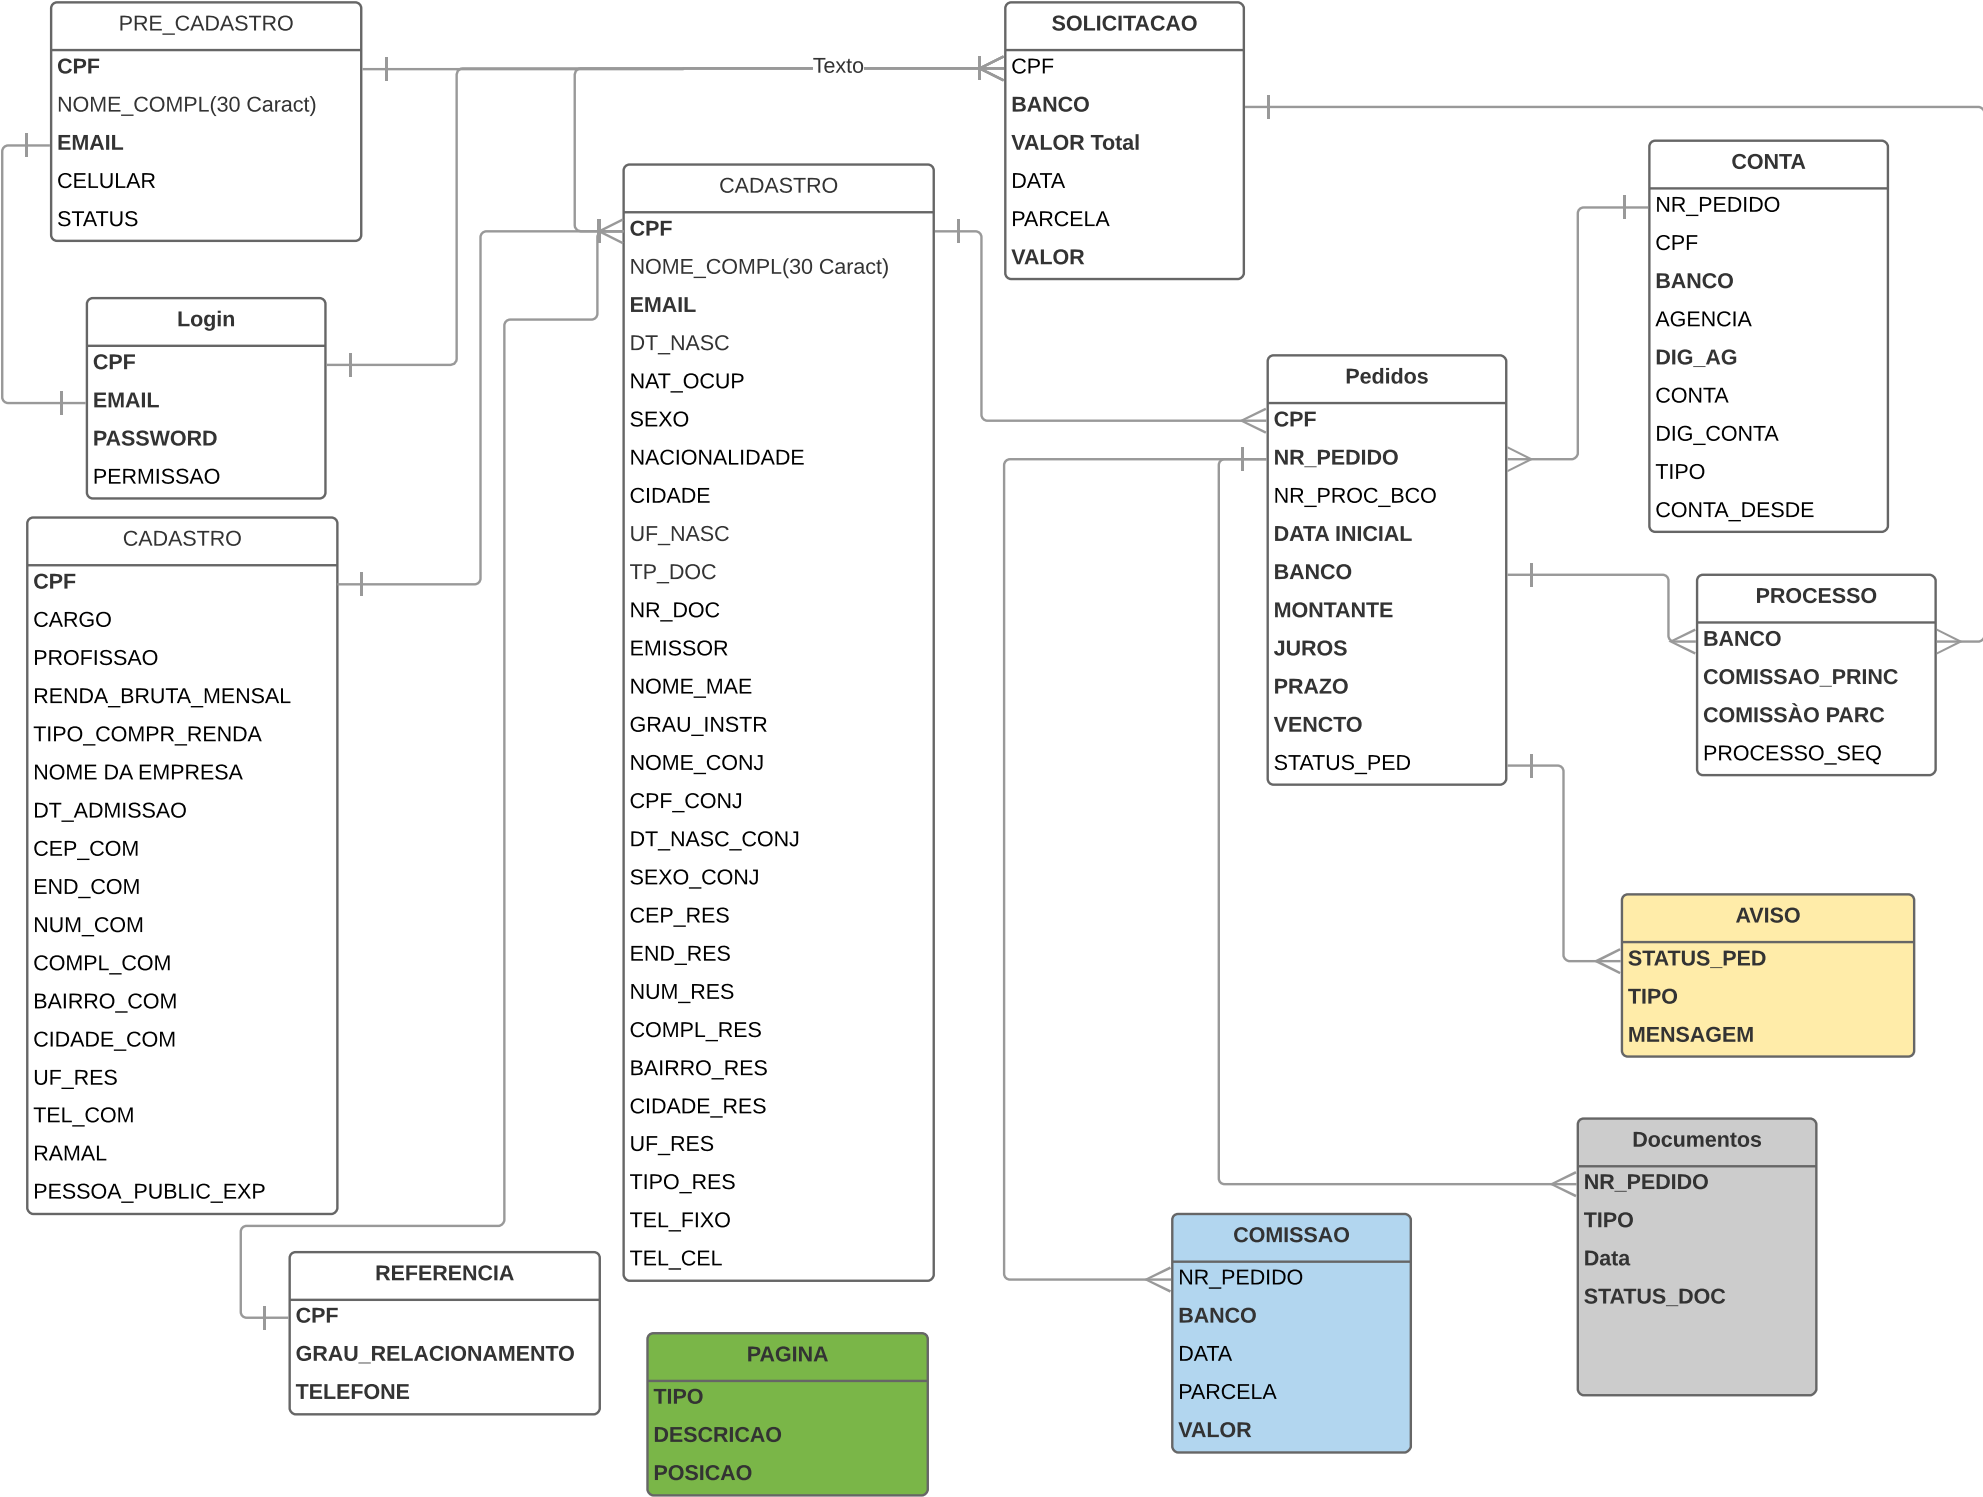 PRE_CADASTRO
CPF
NOME_COMPL(30 Caract)
EMAIL
CELULAR
STATUS
Texto
SOLICITACAO
CPF
BANCO
VALOR Total
DATA
PARCELA
VALOR
CONTA
NR_PEDIDO
CPF
BANCO
AGENCIA
DIG_AG
CONTA
DIG_CONTA
TIPO
CONTA_DESDE
Login
CPF
EMAIL
PASSWORD
PERMISSAO
CADASTRO
CPF
NOME_COMPL(30 Caract)
EMAIL
DT_NASC
NAT_OCUP
SEXO
NACIONALIDADE
CIDADE
UF_NASC
TP_DOC
NR_DOC
EMISSOR
NOME_MAE
GRAU_INSTR
NOME_CONJ
CPF_CONJ
DT_NASC_CONJ
SEXO_CONJ
CEP_RES
END_RES
NUM_RES
COMPL_RES
BAIRRO_RES
CIDADE_RES
UF_RES
TIPO_RES
TEL_FIXO
TEL_CEL
Pedidos
CPF
NR_PEDIDO
NR_PROC_BCO
DATA INICIAL
BANCO
MONTANTE
JUROS
PRAZO
VENCTO
STATUS_PED
PROCESSO
BANCO
COMISSAO_PRINC
COMISSÀO PARC
PROCESSO_SEQ
CADASTRO
CPF
CARGO
PROFISSAO
RENDA_BRUTA_MENSAL
TIPO_COMPR_RENDA
NOME DA EMPRESA
DT_ADMISSAO
CEP_COM
END_COM
NUM_COM
COMPL_COM
BAIRRO_COM
CIDADE_COM
UF_RES
TEL_COM
RAMAL
PESSOA_PUBLIC_EXP
AVISO
STATUS_PED
TIPO
MENSAGEM
Documentos
NR_PEDIDO
TIPO
Data
STATUS_DOC
COMISSAO
NR_PEDIDO
BANCO
DATA
PARCELA
VALOR
REFERENCIA
CPF
GRAU_RELACIONAMENTO
TELEFONE
PAGINA
TIPO
DESCRICAO
POSICAO